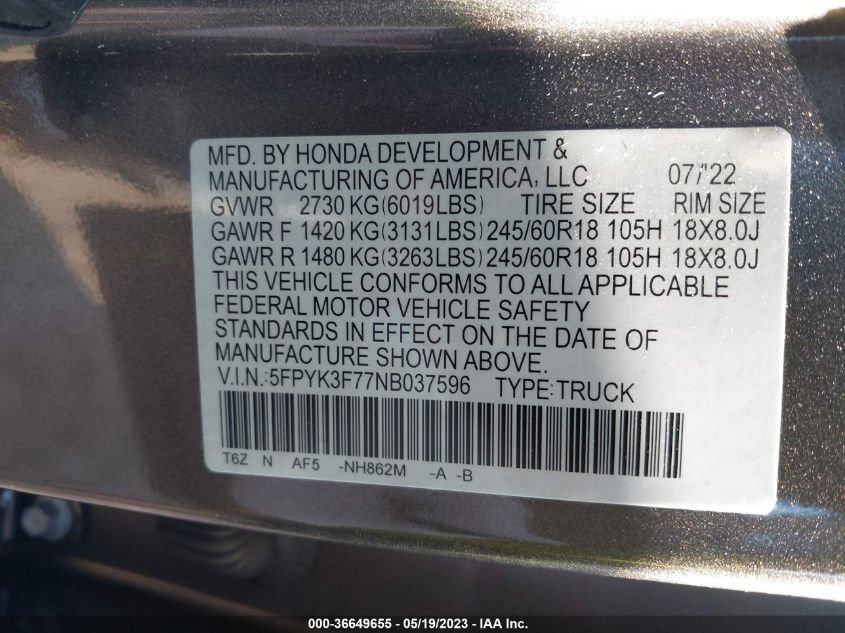 MFD. BY HONDA DEVELOPMENT &
MANUFACTURING OF AMERICA, LLC 07/'22
GVWR 2730 KG(6019LBS) TIRE SIZE RIM SIZE
GAWR F 1420 KG(3131LBS) 245/60R18 105H 18X8.0J
GAWR R 1480 KG(3263LBS) 245/60R18 105H 18X8.0J
THIS VEHICLE CONFORMS TO ALL APPLICABLE
FEDERAL MOTOR VEHICLE SAFETY
STANDARDS IN EFFECT ON THE DATE OF
MANUFACTURE SHOWN ABOVE.
V.I.N.:5FPYK3F77NB037596 TYPE:TRUCK
T6Z N AF5 -NH862M -A -B
000-36649655 - 05/19/2023 - IAA Inc.